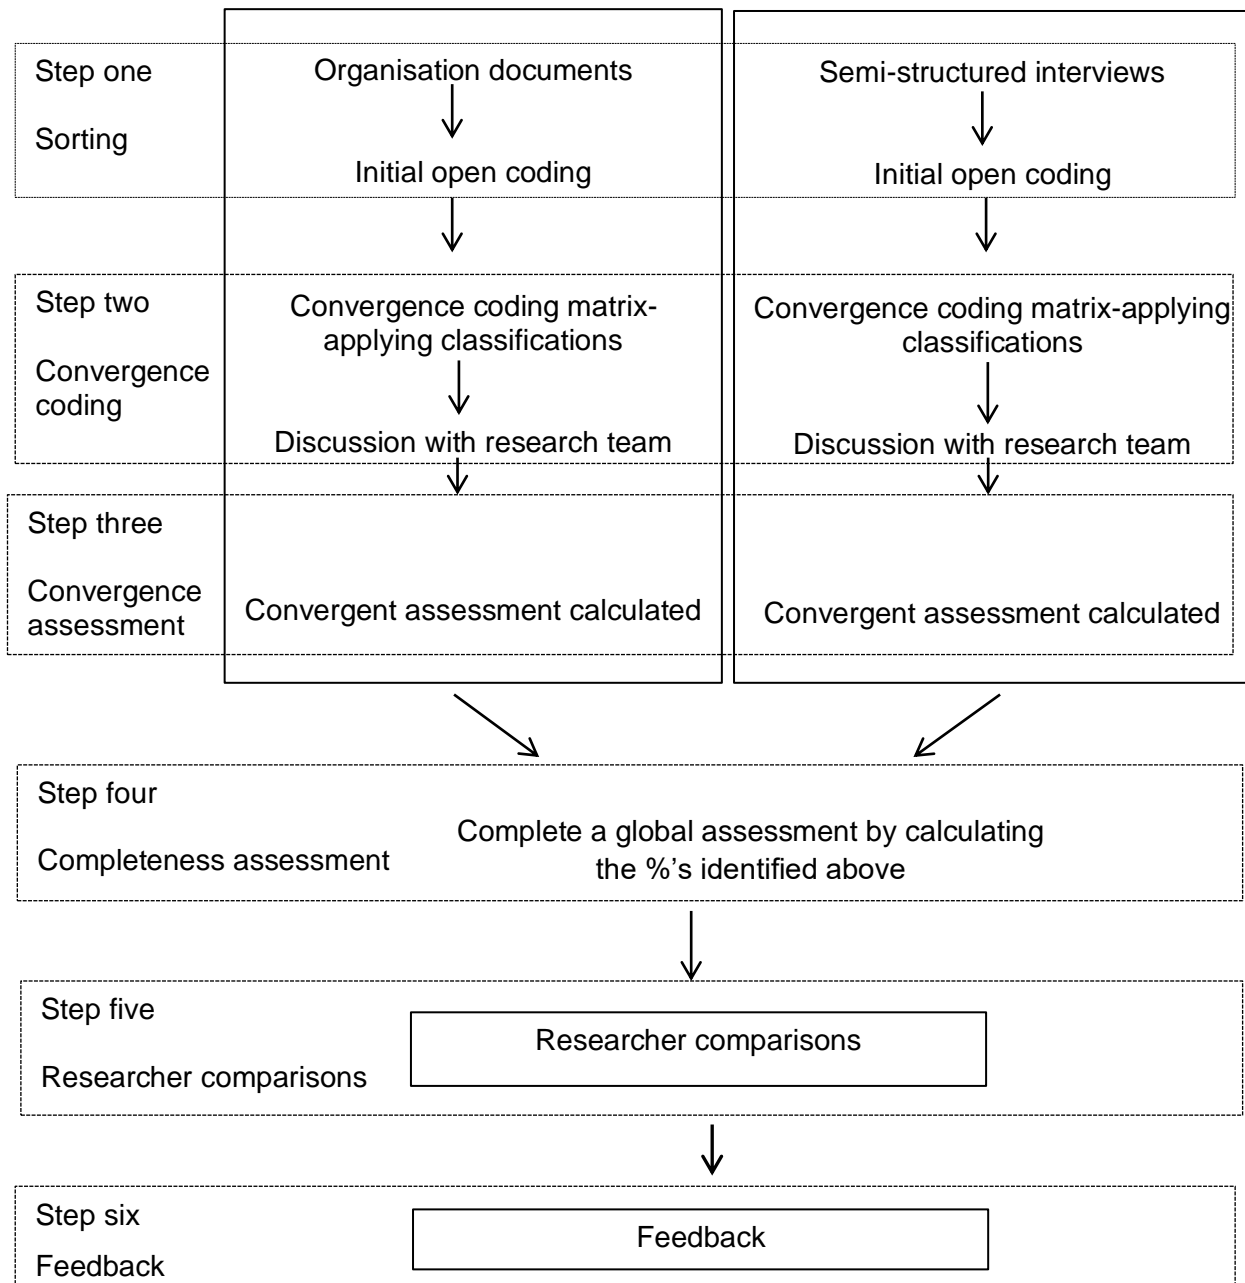 Step one
Sorting
Organisation documents
Initial open coding
Semi-structured interviews
Initial open coding
Step two
Convergence
coding
Convergence coding matrix-
applying classifications
Discussion with research team
Convergence coding matrix-applying
classifications
Discussion with research team
Step three
Convergence
assessment
Convergent assessment calculated
Convergent assessment calculated
Step four
Completeness assessment
Complete a global assessment by calculating
the %’s identified above
Step five
Researcher comparisons
Researcher comparisons
Step six
Feedback
Feedback